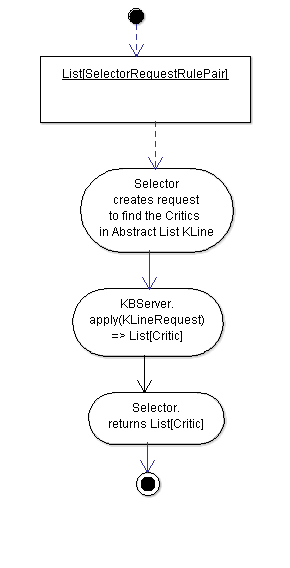 List[SelectorRequestRulePair]
Selector
creates request
to find the Critics
in Abstract List KLine
KBServer.
apply(KLineRequest)
=> List[Critic]
Selector.
returns List[Critic]